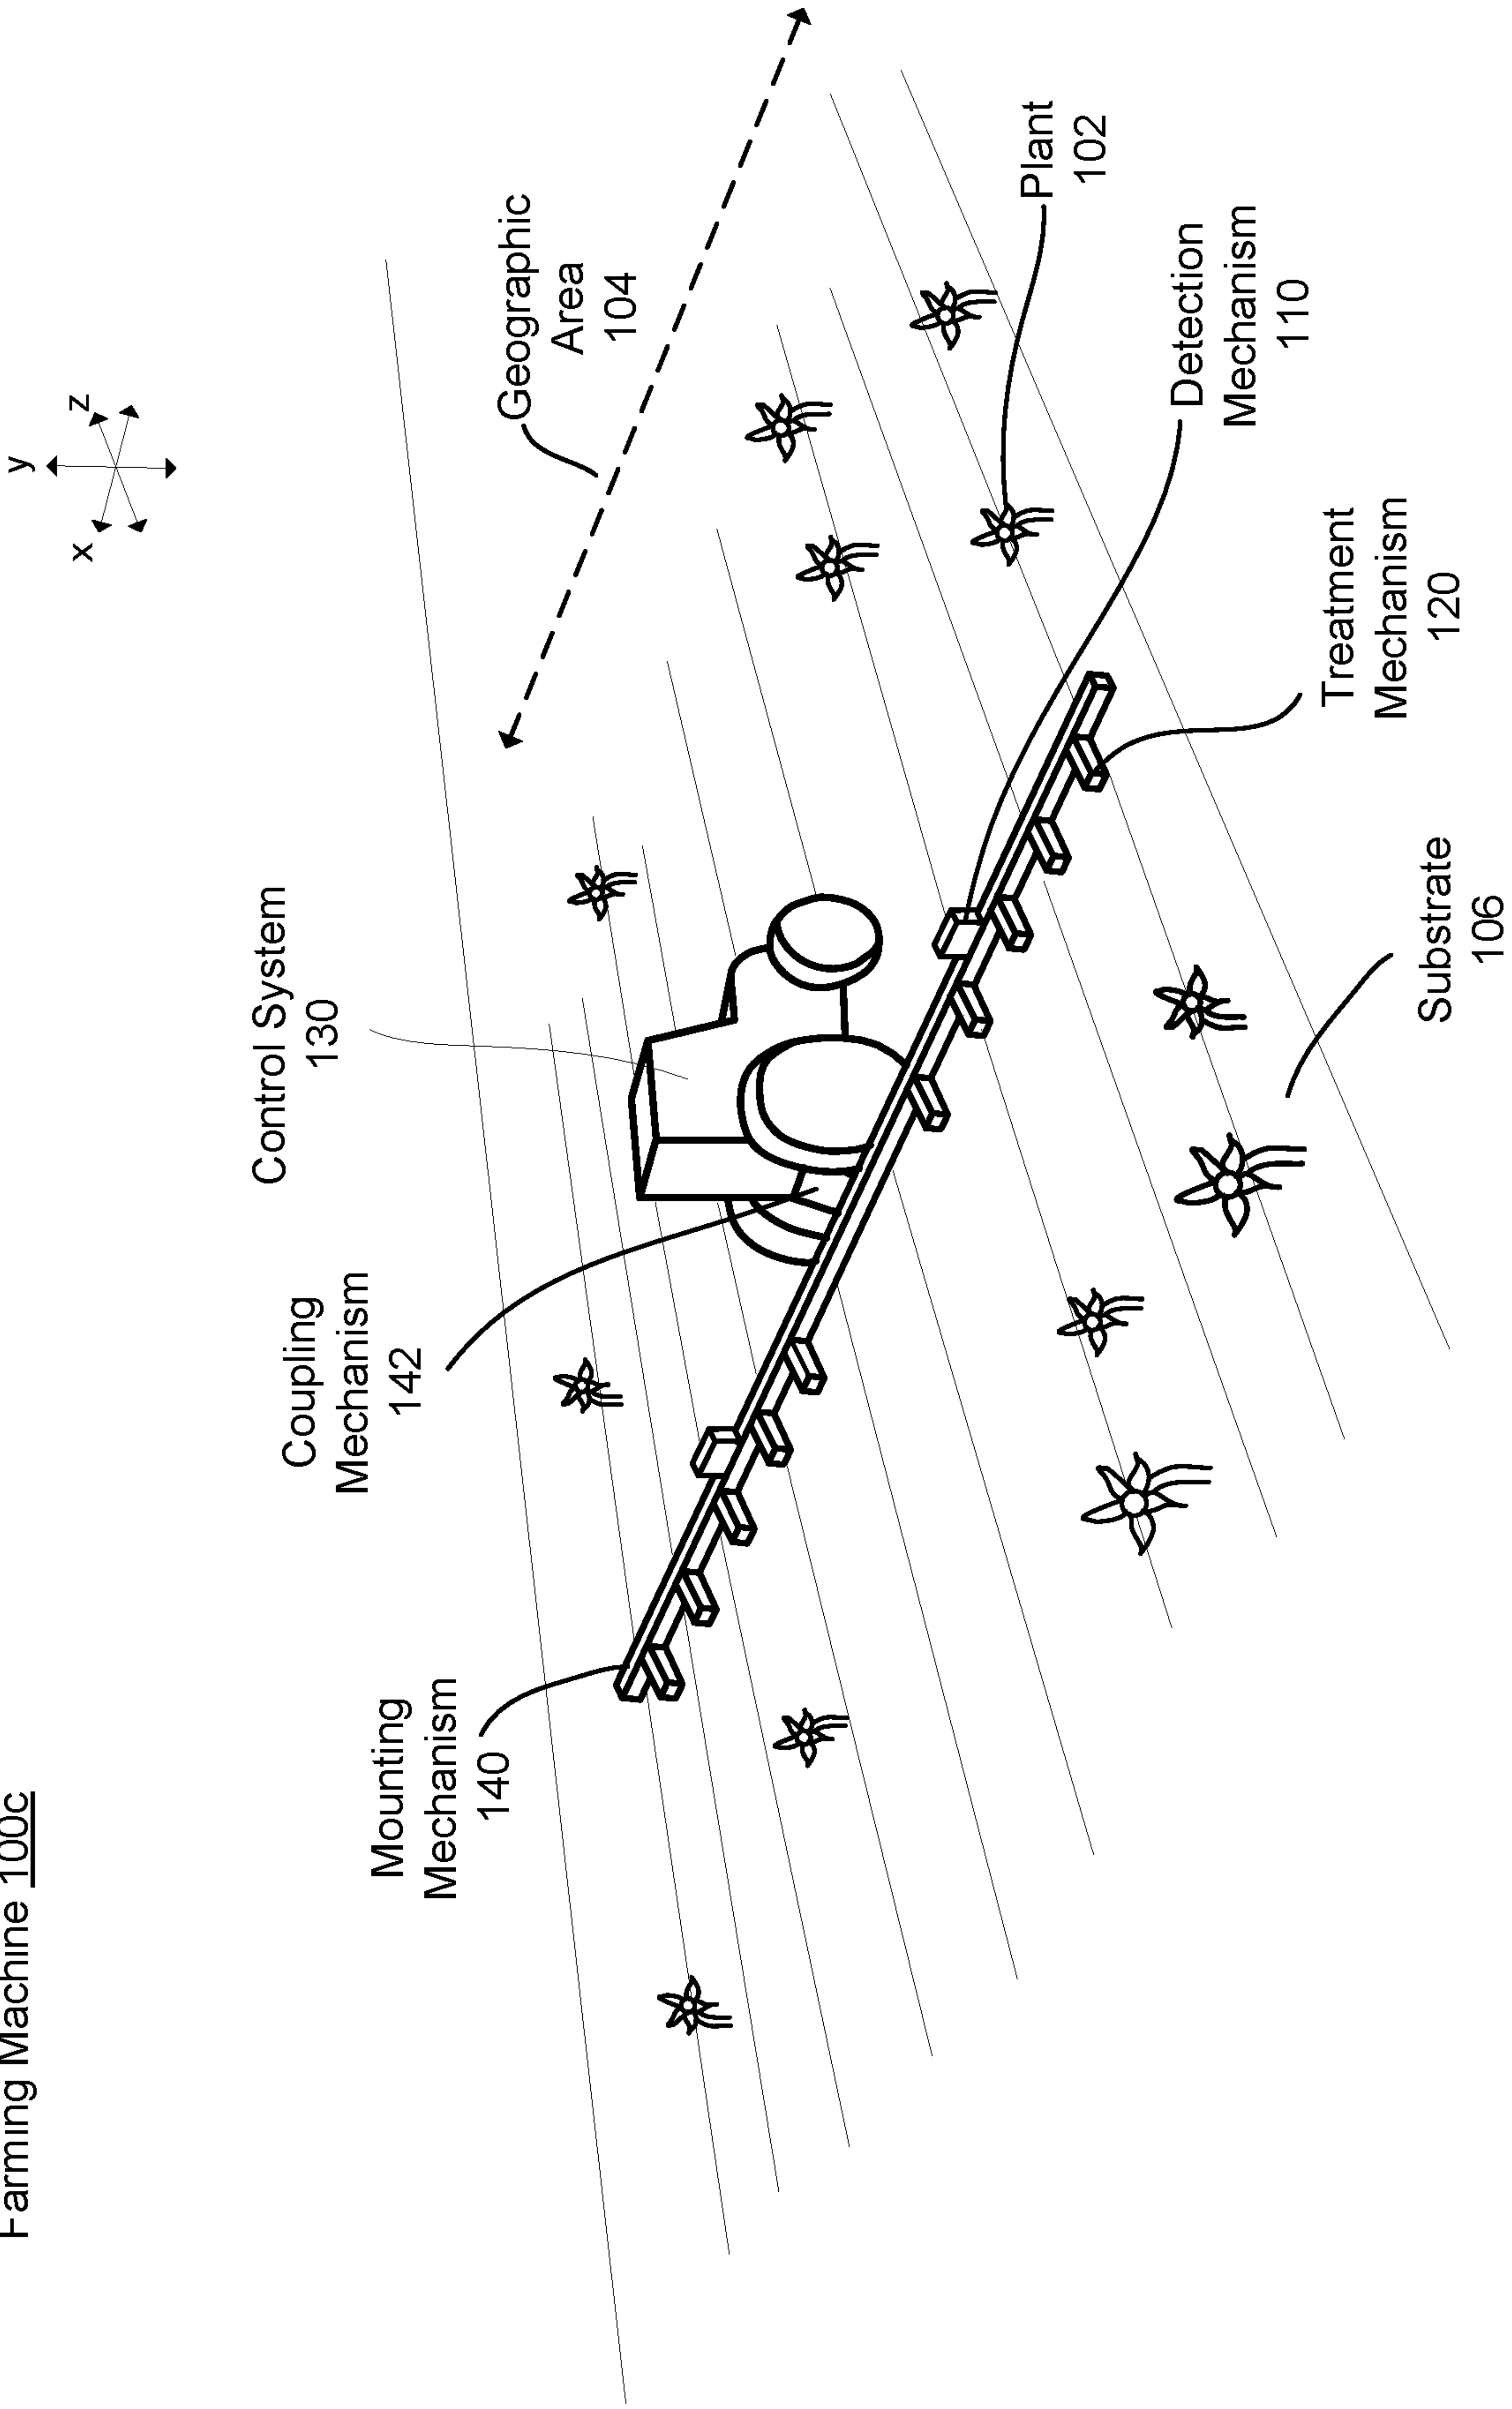 Farming Machine 100c
y
x
z
Control System
130
Geographic
Area
104
Coupling
Mechanism
142
Mounting
Mechanism
140
Plant
102
Detection
Mechanism
110
Treatment
Mechanism
120
Substrate
106